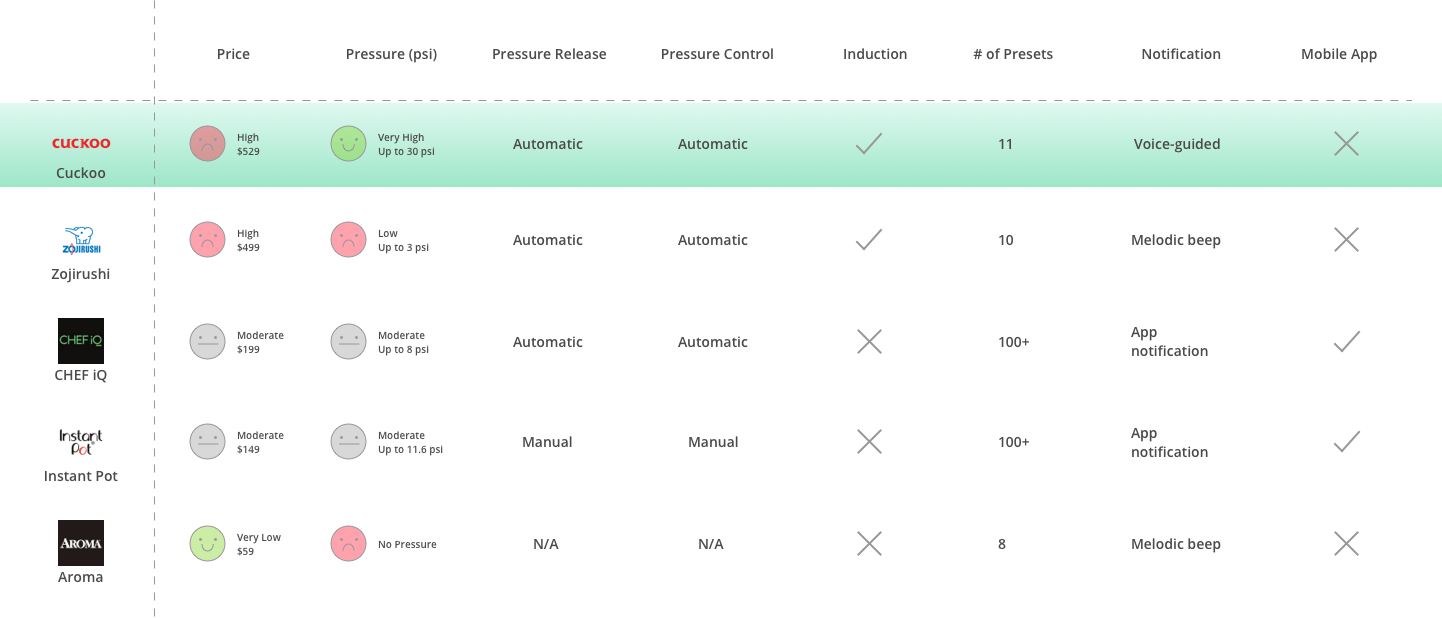 Price Pressure (psi) Pressure Release Pressure Control Induction # of Presets Notification Mobile App
CUCKOO
Cuckoo
High
$529
Very High
Up to 30 psi
Automatic
Automatic
11
Voice-guided
ZOJIRUSHI
Zojirushi
High
$499
Low
Up to 3 psi
Automatic
Automatic
10
Melodic beep
CHEF iQ
CHEF iQ
Moderate
$199
Moderate
Up to 8 psi
Automatic
Automatic
100+
App
notification
Instant
Pot
Instant Pot
Moderate
$149
Moderate
Up to 11.6 psi
Manual
Manual
100+
App
notification
AROMA
Aroma
Very Low
$59
No Pressure
N/A
N/A
8
Melodic beep